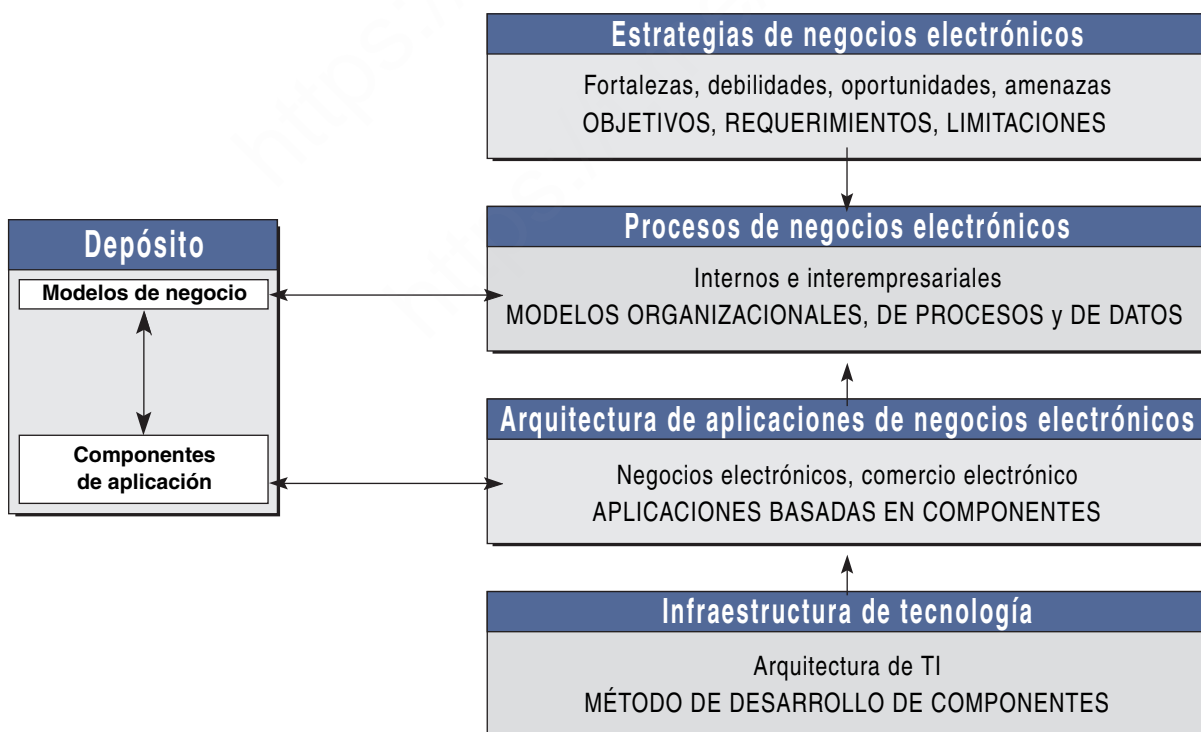 Estrategias de negocios electrónicos
Fortalezas, debilidades, oportunidades, amenazas
OBJETIVOS, REQUERIMIENTOS, LIMITACIONES
Depósito
Modelos de negocio
Componentes
de aplicación
Procesos de negocios electrónicos
Internos e interempresariales
MODELOS ORGANIZACIONALES, DE PROCESOS y DE DATOS
Arquitectura de aplicaciones de negocios electrónicos
Negocios electrónicos, comercio electrónico
APLICACIONES BASADAS EN COMPONENTES
Infraestructura de tecnología
Arquitectura de TI
MÉTODO DE DESARROLLO DE COMPONENTES